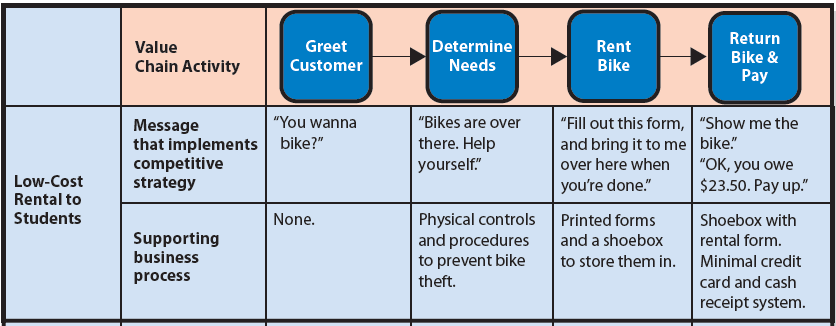 Value
Chain Activity
Greet
Customer
Determine
Needs
Rent
Bike
Return
Bike &
Pay
Low-Cost
Rental to
Students
Message
that implements
competitive
strategy
“You wanna
bike?”
“Bikes are over
there. Help
yourself.”
“Fill out this form,
and bring it to me
over here when
you’re done.”
“Show me the
bike.”
“OK, you owe
$23.50. Pay up.”
Supporting
business
process
None.
Physical controls
and procedures
to prevent bike
theft.
Printed forms
and a shoebox
to store them in.
Shoebox with
rental form.
Minimal credit
card and cash
receipt system.